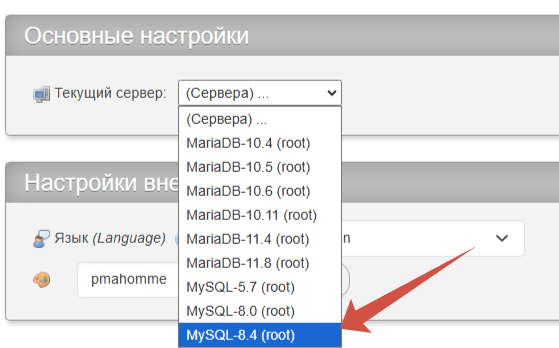 Основные настройки
Текущий сервер: (Сервера) ...
(Сервера) ...
MariaDB-10.4 (root)
MariaDB-10.5 (root)
MariaDB-10.6 (root)
MariaDB-10.11 (root)
MariaDB-11.4 (root)
MariaDB-11.8 (root)
MySQL-5.7 (root)
MySQL-8.0 (root)
MySQL-8.4 (root)
Настройки вне
Язык (Language)
pmahomme